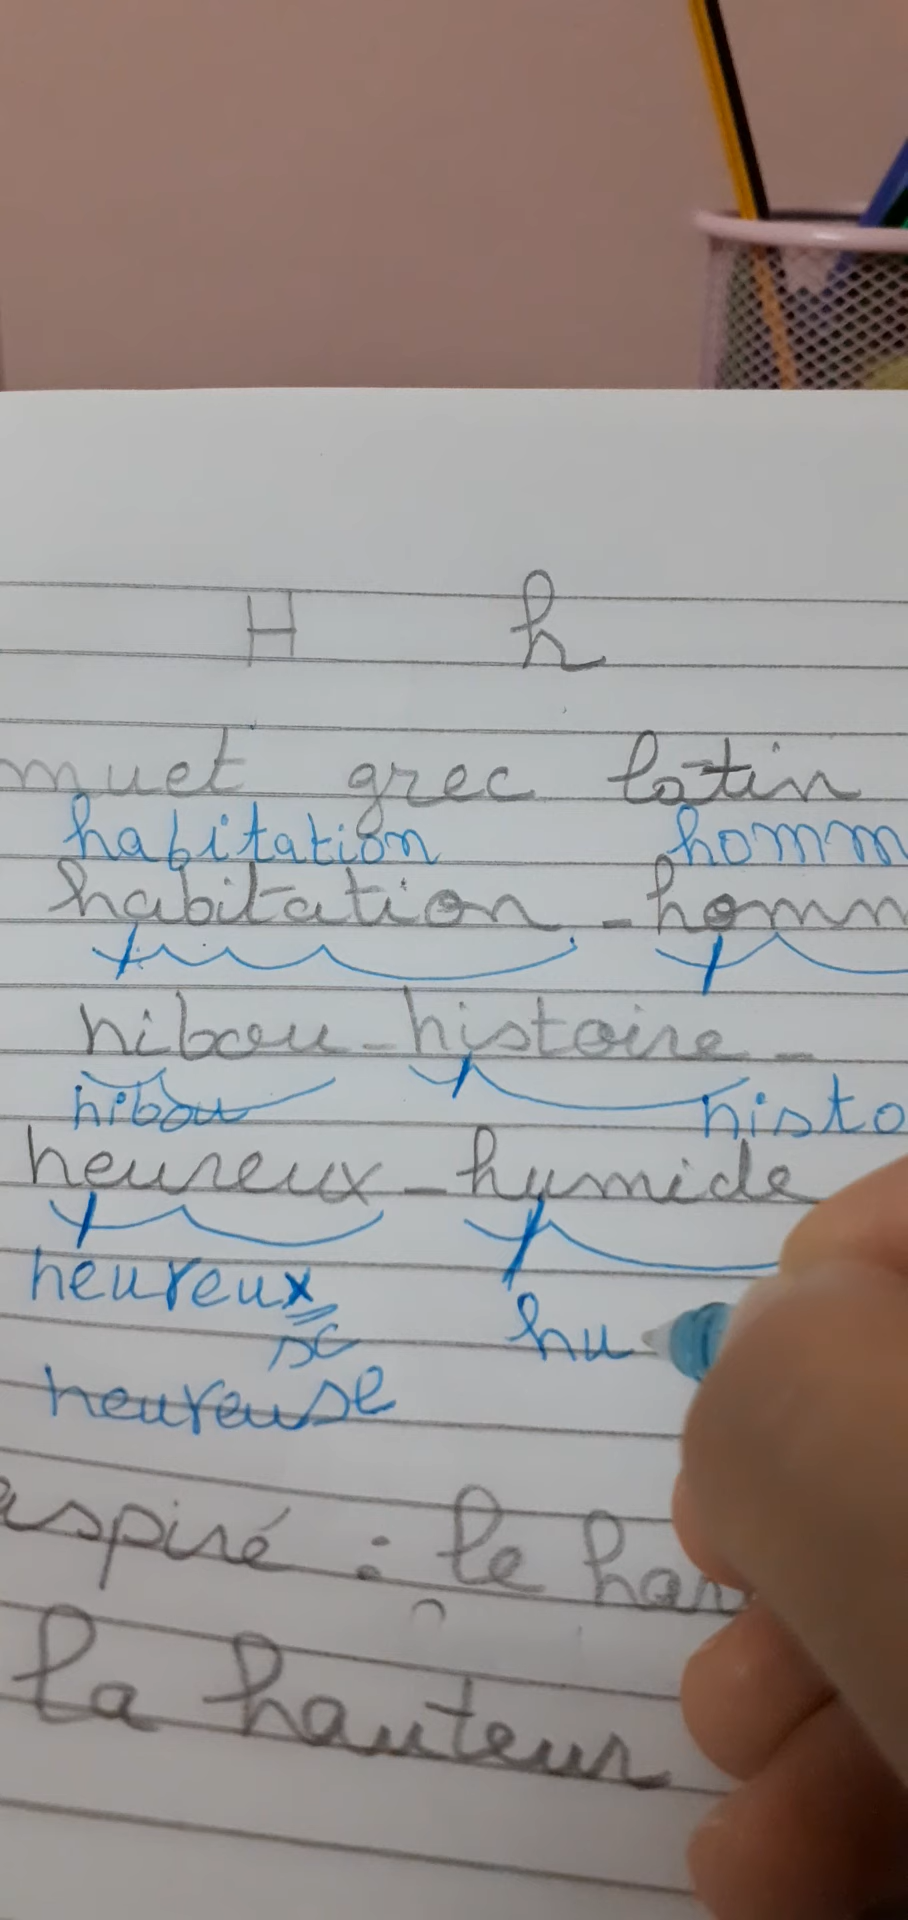 H h
muet grec latin
habitation homm
habitation - homm
hibou - histoire -
hibou histo
heureux - humide
heureux hu
se
heureuse
aspiré : le han
la hauteur